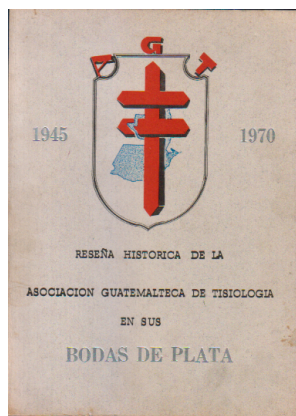 A G T
1945 1970
RESEÑA HISTORICA DE LA
ASOCIACION GUATEMALTECA DE TISIOLOGIA
EN SUS
BODAS DE PLATA